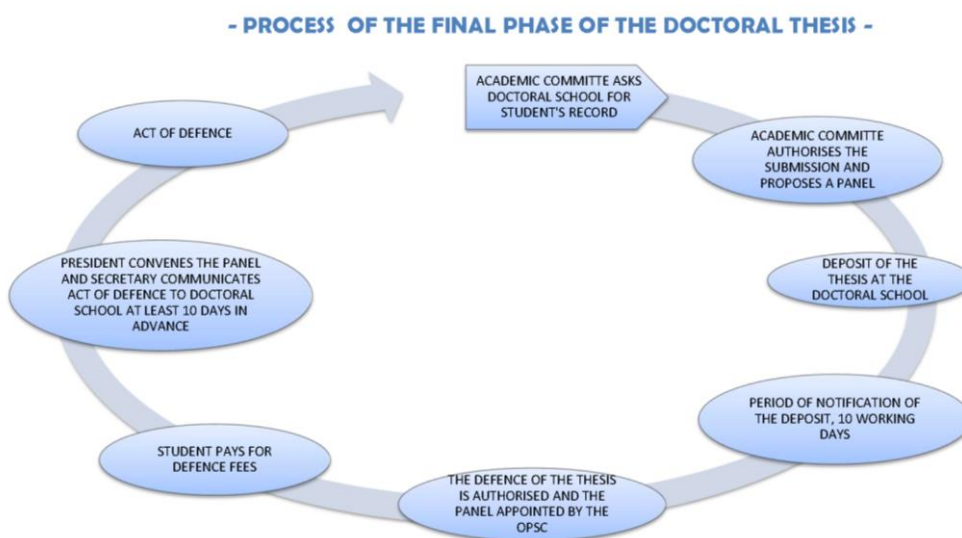 - PROCESS OF THE FINAL PHASE OF THE DOCTORAL THESIS -
ACADEMIC COMMITTE ASKS
DOCTORAL SCHOOL FOR
STUDENT'S RECORD
ACADEMIC COMMITTE
AUTHORISES THE
SUBMISSION AND
PROPOSES A PANEL
DEPOSIT OF THE
THESIS AT THE
DOCTORAL SCHOOL
PERIOD OF NOTIFICATION OF
THE DEPOSIT, 10 WORKING
DAYS
THE DEFENCE OF THE THESIS
IS AUTHORISED AND THE
PANEL APPOINTED BY THE
OPSC
STUDENT PAYS FOR
DEFENCE FEES
PRESIDENT CONVENES THE PANEL
AND SECRETARY COMMUNICATES
ACT OF DEFENCE TO DOCTORAL
SCHOOL AT LEAST 10 DAYS IN
ADVANCE
ACT OF DEFENCE